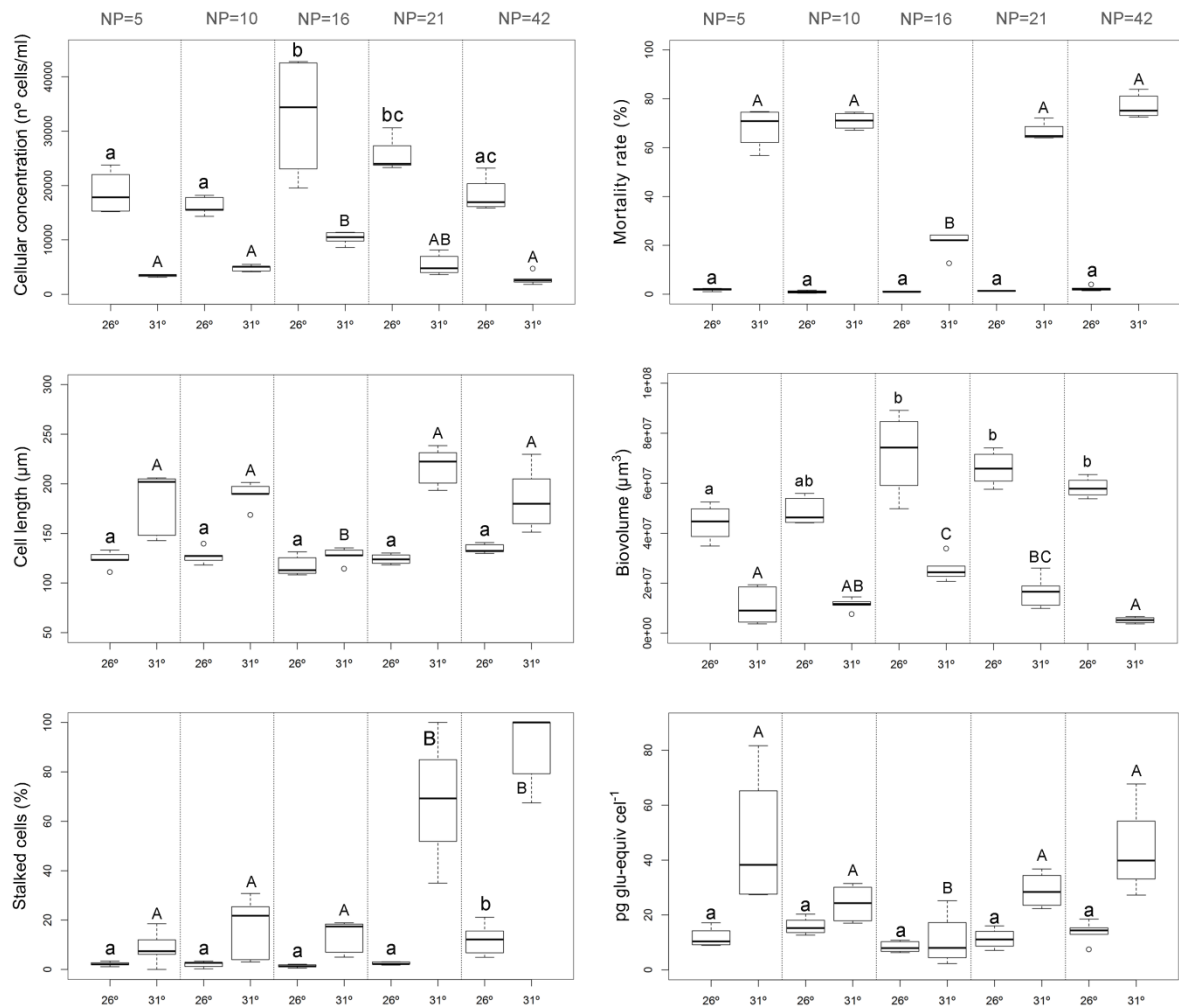 NP=5 NP=10 NP=16 NP=21 NP=42 NP=5 NP=10 NP=16 NP=21 NP=42
Cellular concentration (nº cells/ml)
0 10000 20000 30000 40000
a A a A b B bc AB ac A
26º 31º 26º 31º 26º 31º 26º 31º 26º 31º
Mortality rate (%)
0 20 40 60 80 100
a A a A a B a A a A
26º 31º 26º 31º 26º 31º 26º 31º 26º 31º
Cell length (µm)
50 100 150 200 250 300
a A a A a B a A a A
26º 31º 26º 31º 26º 31º 26º 31º 26º 31º
Biovolume (µm³)
0e+00 2e+07 4e+07 6e+07 8e+07 1e+08
a A ab AB b C b BC b A
26º 31º 26º 31º 26º 31º 26º 31º 26º 31º
Stalked cells (%)
0 20 40 60 80 100
a A a A a A a B b B
26º 31º 26º 31º 26º 31º 26º 31º 26º 31º
pg glu-equiv cel⁻¹
0 20 40 60 80
a A a A a B a A a A
26º 31º 26º 31º 26º 31º 26º 31º 26º 31º